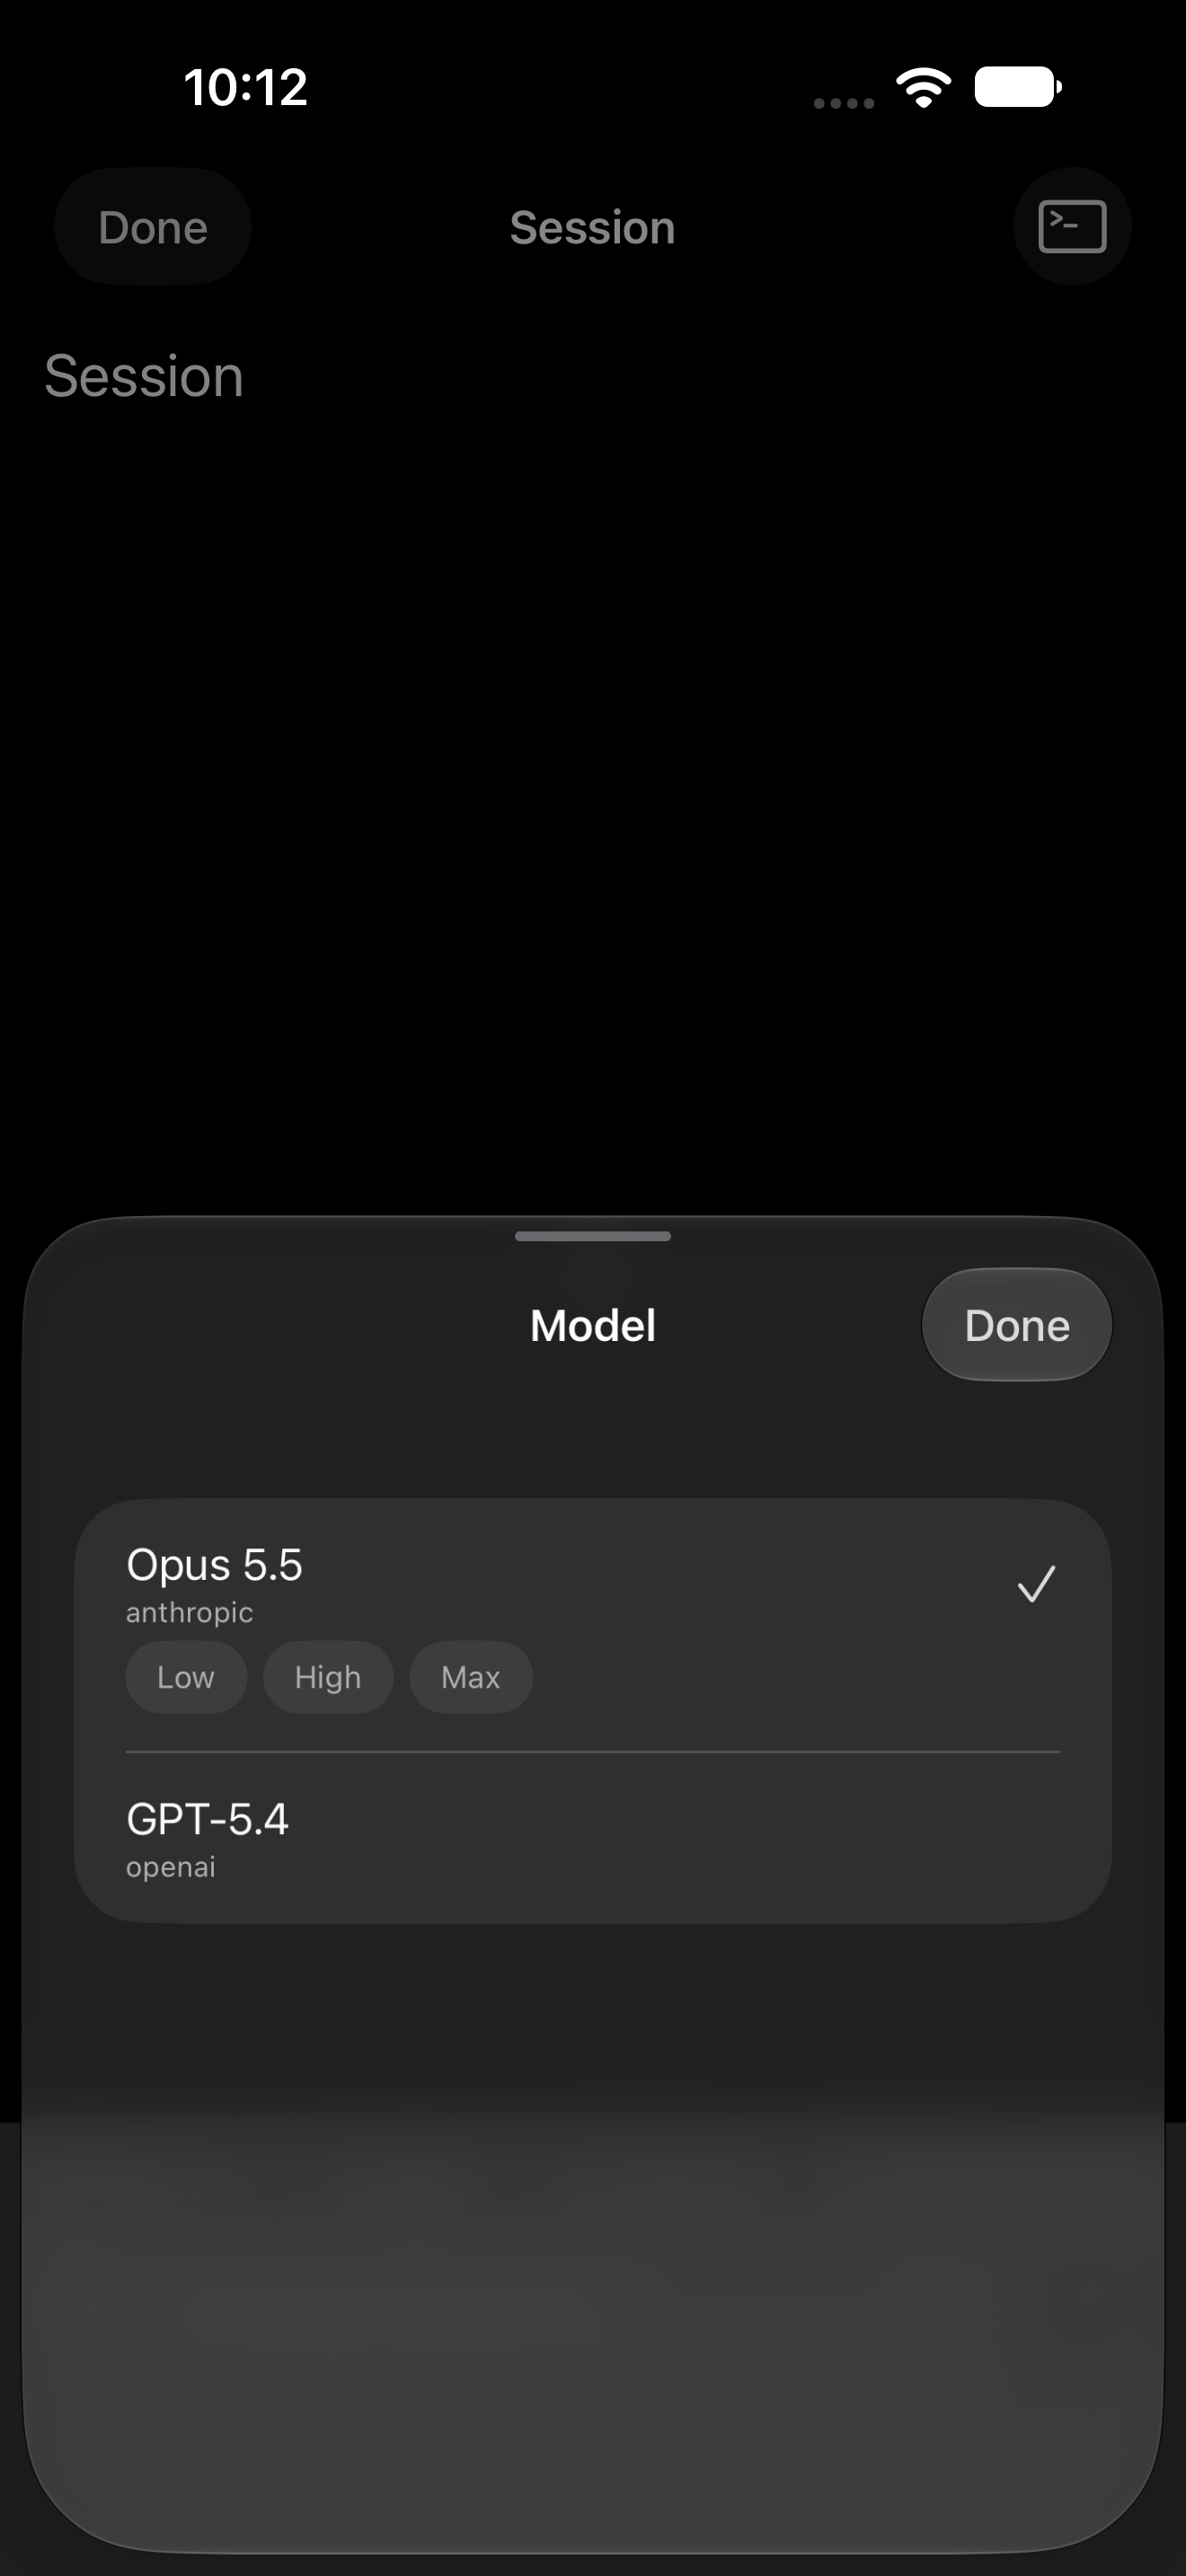 10:12
Done
Session
Session
Model
Done
Opus 5.5
anthropic
Low High Max
GPT-5.4
openai